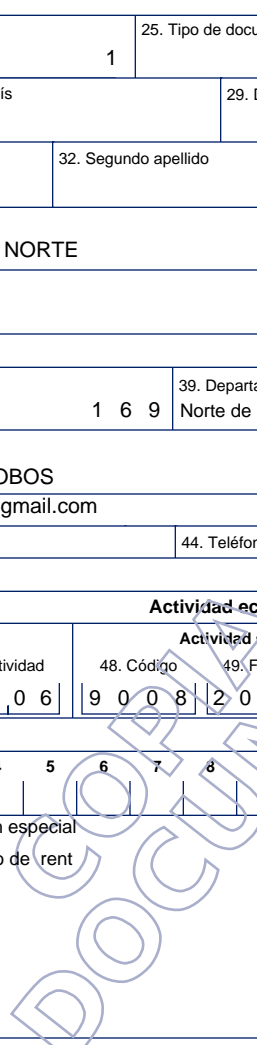 25. Tipo de docu
1
ís 29. D
32. Segundo apellido
NORTE
39. Departa
1 6 9 Norte de
OBOS
gmail.com
44. Teléfon
Actividad ec
Actividad
tividad 48. Código 49. F
0 6 9 0 0 8 2 0
5 6 7 8
n especial
o de rent
COPIA
DOCUM